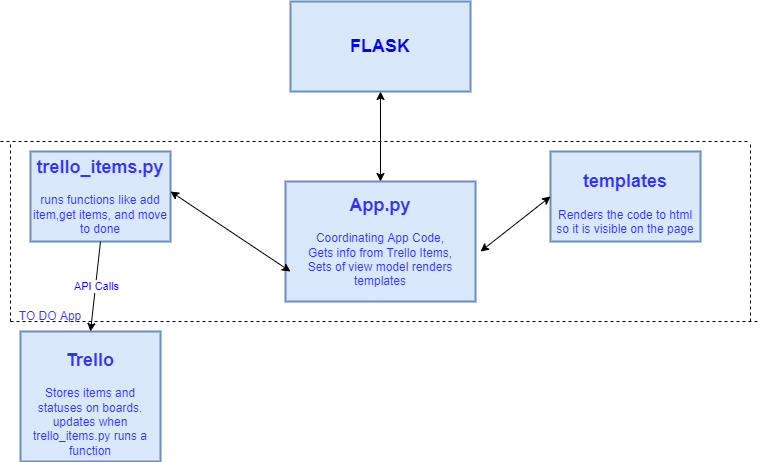 FLASK
trello_items.py
runs functions like add
item,get items, and move
to done
App.py
Coordinating App Code,
Gets info from Trello Items,
Sets of view model renders
templates
templates
Renders the code to html
so it is visible on the page
API Calls
TO DO App
Trello
Stores items and
statuses on boards.
updates when
trello_items.py runs a
function